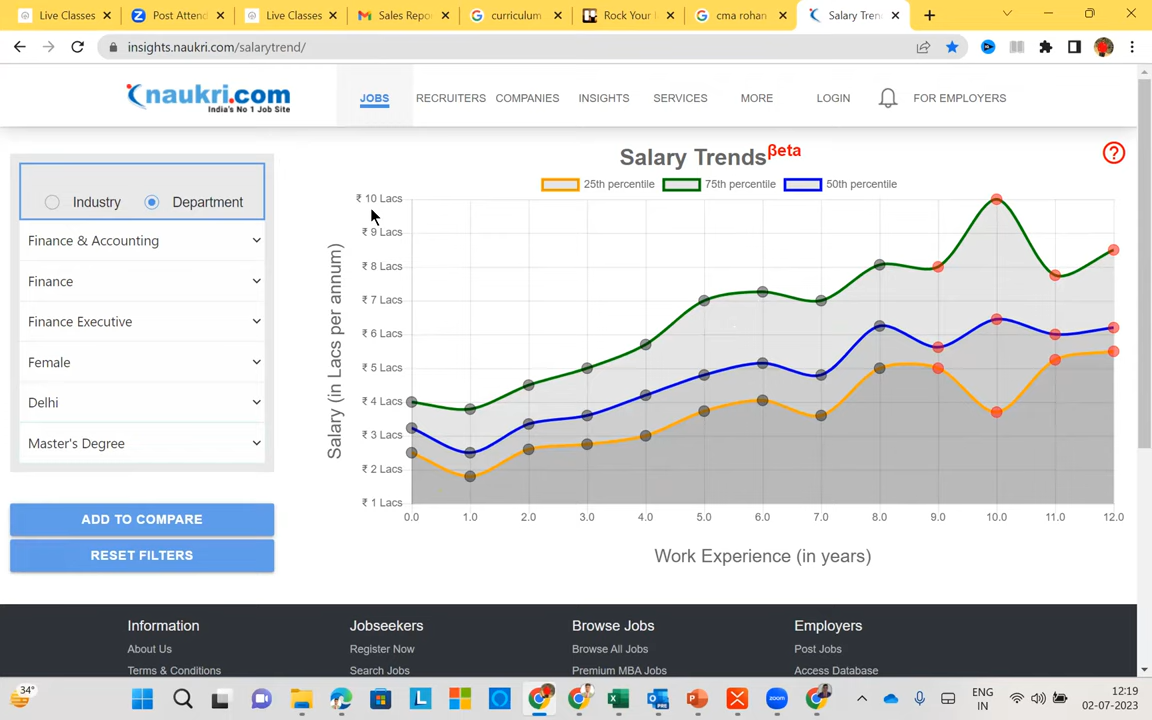 Live Classes
Post Attend
Live Classes
Sales Repo
curriculum
Rock Your
cma rohan
Salary Tren
insights.naukri.com/salarytrend/
naukri.com
India's No 1 Job Site
JOBS
RECRUITERS
COMPANIES
INSIGHTS
SERVICES
MORE
LOGIN
FOR EMPLOYERS
Industry
Department
Finance & Accounting
Finance
Finance Executive
Female
Delhi
Master's Degree
ADD TO COMPARE
RESET FILTERS
Salary Trends βeta
25th percentile
75th percentile
50th percentile
Salary (in Lacs per annum)
₹ 10 Lacs
₹ 9 Lacs
₹ 8 Lacs
₹ 7 Lacs
₹ 6 Lacs
₹ 5 Lacs
₹ 4 Lacs
₹ 3 Lacs
₹ 2 Lacs
₹ 1 Lacs
0.0 1.0 2.0 3.0 4.0 5.0 6.0 7.0 8.0 9.0 10.0 11.0 12.0
Work Experience (in years)
Information
Jobseekers
Browse Jobs
Employers
About Us
Register Now
Browse All Jobs
Post Jobs
Terms & Conditions
Search Jobs
Premium MBA Jobs
Access Database
34°
zoom
ENG
IN
12:19
02-07-2023